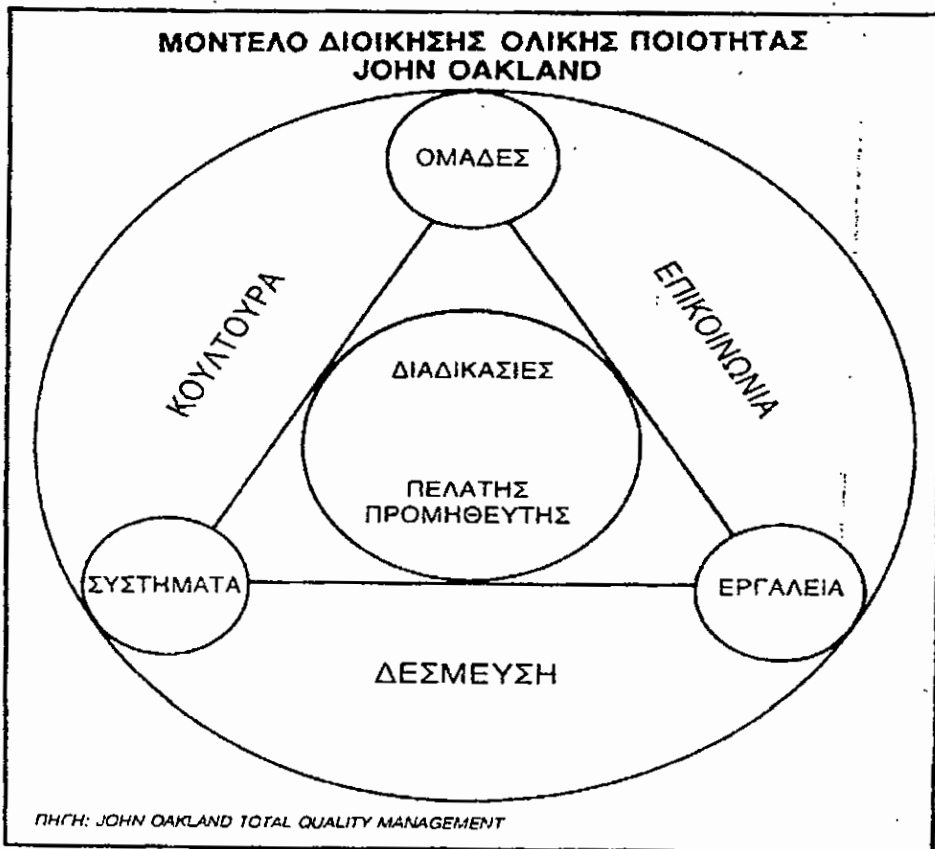 ΜΟΝΤΕΛΟ ΔΙΟΙΚΗΣΗΣ ΟΛΙΚΗΣ ΠΟΙΟΤΗΤΑΣ
JOHN OAKLAND
ΟΜΑΔΕΣ
ΚΟΥΛΤΟΥΡΑ
ΕΠΙΚΟΙΝΩΝΙΑ
ΔΙΑΔΙΚΑΣΙΕΣ
ΠΕΛΑΤΗΣ
ΠΡΟΜΗΘΕΥΤΗΣ
ΣΥΣΤΗΜΑΤΑ
ΕΡΓΑΛΕΙΑ
ΔΕΣΜΕΥΣΗ
ΠΗΓΗ: JOHN OAKLAND TOTAL QUALITY MANAGEMENT